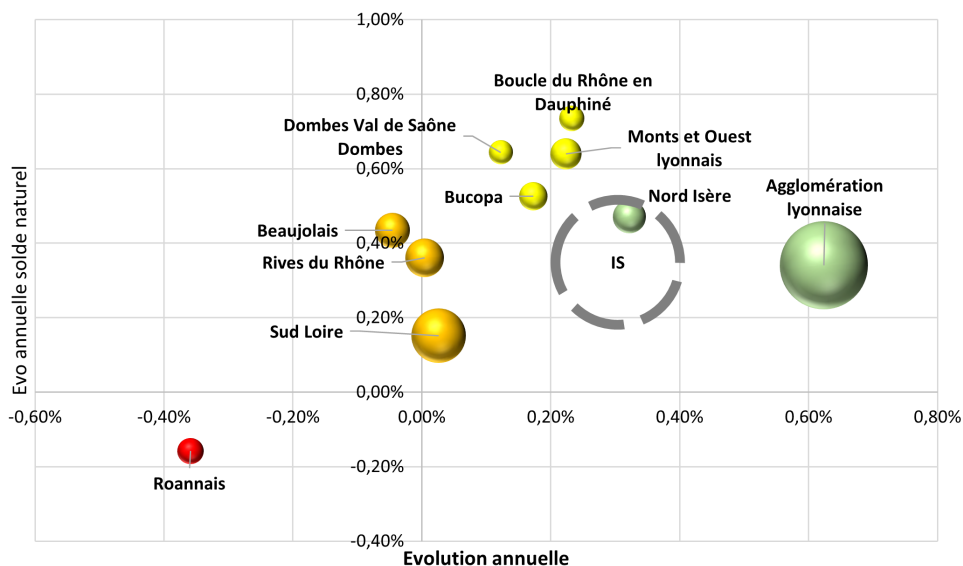 1,00%
Boucle du Rhône en
Dauphiné
0,80%
Dombes Val de Saône
Dombes
Monts et Ouest
lyonnais
0,60%
Bucopa
Nord Isère
Agglomération
lyonnaise
Beaujolais
0,40%
Rives du Rhône
IS
0,20%
Sud Loire
Evo annuelle solde naturel
0,00%
-0,60%
-0,40%
-0,20%
0,00%
0,20%
0,40%
0,60%
0,80%
-0,20%
Roannais
-0,40%
Evolution annuelle